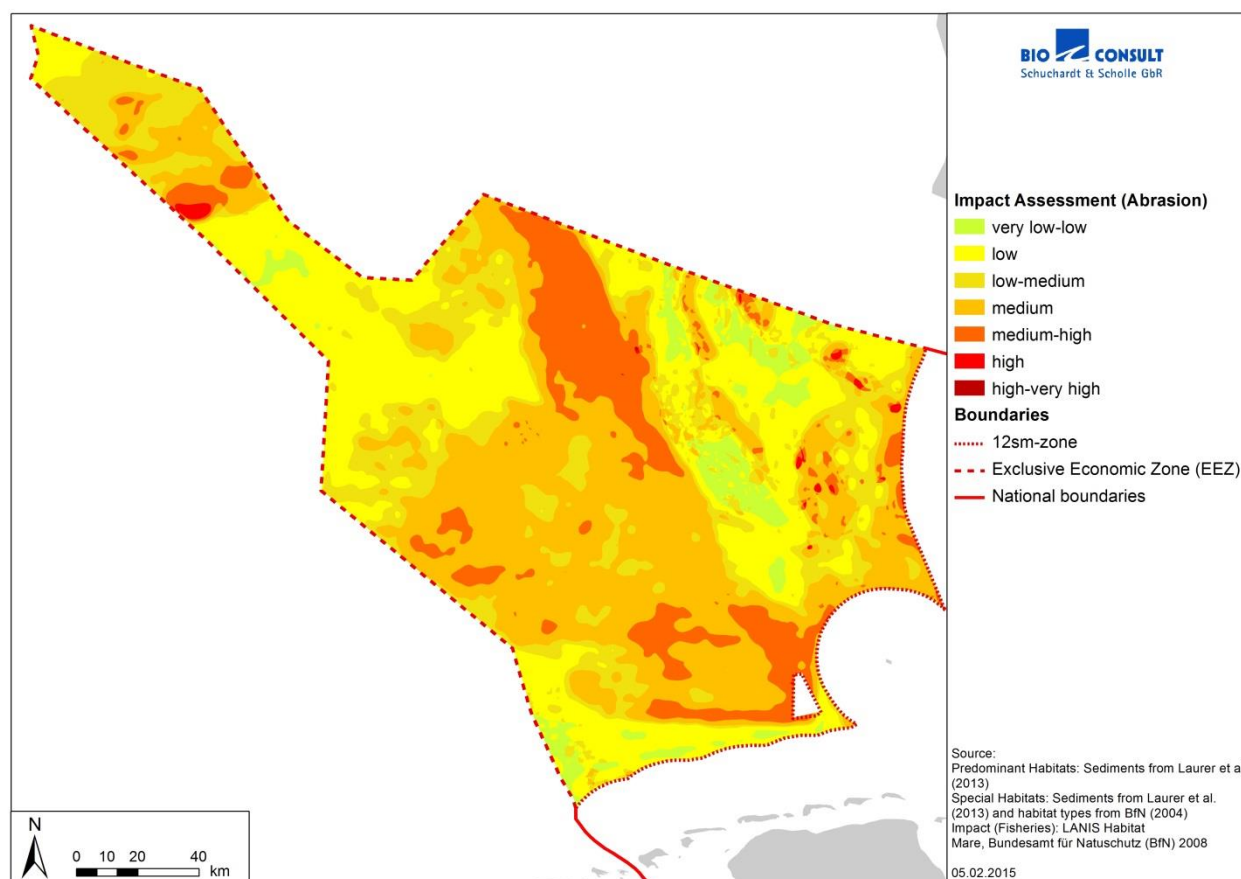 BIO CONSULT
Schuchardt & Scholle GbR
Impact Assessment (Abrasion)
very low-low
low
low-medium
medium
medium-high
high
high-very high
Boundaries
12sm-zone
Exclusive Economic Zone (EEZ)
National boundaries
Source:
Predominant Habitats: Sediments from Laurer et a
(2013)
Special Habitats: Sediments from Laurer et al.
(2013) and habitat types from BfN (2004)
Impact (Fisheries): LANIS Habitat
Mare, Bundesamt für Natuschutz (BfN) 2008
05.02.2015
N
0 10 20 40
km